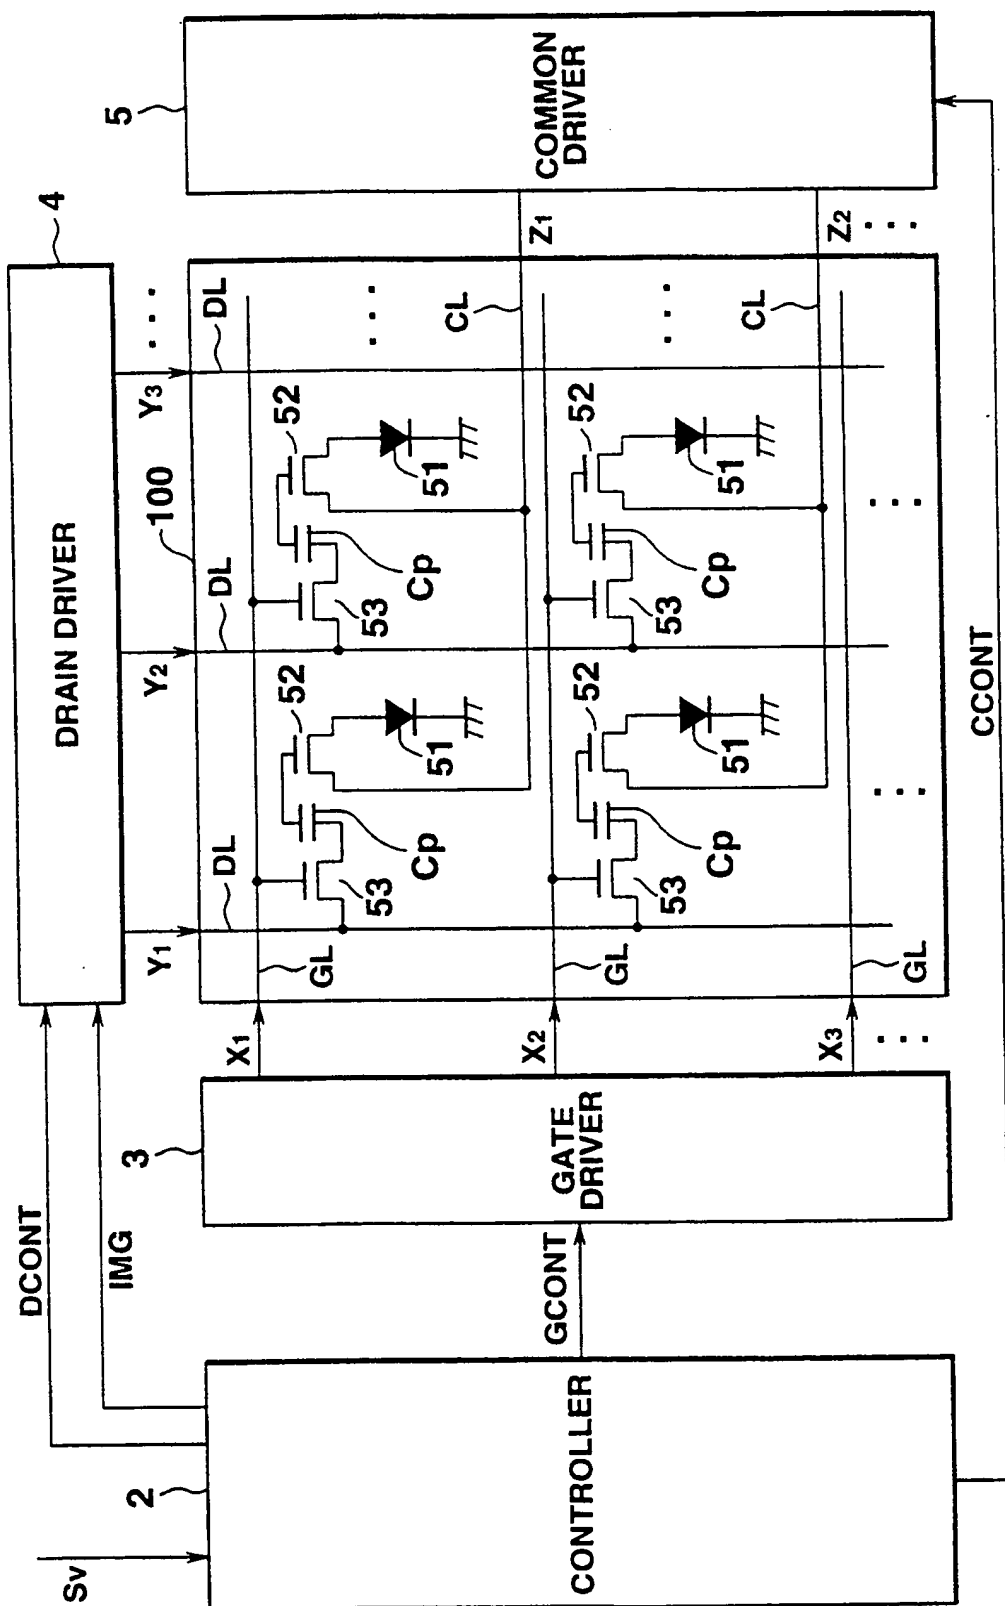 DRAIN DRIVER
4
DCONT
IMG
Sv
2
CONTROLLER
GCONT
3
GATE
DRIVER
X1
X2
X3
...
Y1
Y2
Y3
...
100
DL
DL
DL
GL
GL
GL
53
Cp
52
51
53
Cp
52
51
...
53
Cp
52
51
53
Cp
52
51
...
...
...
CL
CL
Z1
Z2
...
5
COMMON
DRIVER
CCONT